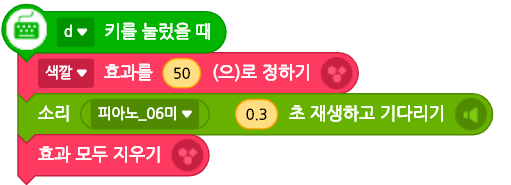 d 키를 눌렀을 때
색깔 효과를 50 (으)로 정하기
소리 피아노_06미 0.3 초 재생하고 기다리기
효과 모두 지우기